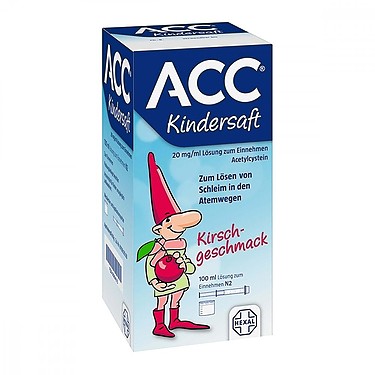 ACC®
Kindersaft
20 mg/ml Lösung zum Einnehmen
Acetylcystein
Zum Lösen von
Schleim in den
Atemwegen
Kirsch-
geschmack
100 ml Lösung zum
Einnehmen N2
HEXAL